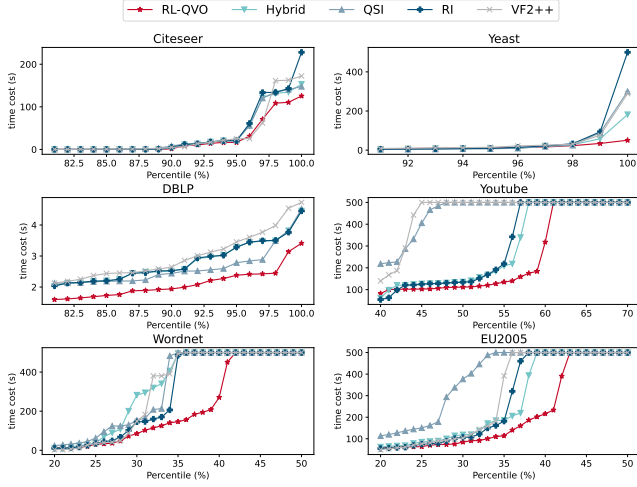 RL-QVO Hybrid QSI RI VF2++
Citeseer
time cost (s)
200
100
0
82.5 85.0 87.5 90.0 92.5 95.0 97.5 100.0
Percentile (%)
Yeast
time cost (s)
400
200
0
92 94 96 98 100
Percentile (%)
DBLP
time cost (s)
4
3
2
82.5 85.0 87.5 90.0 92.5 95.0 97.5 100.0
Percentile (%)
Youtube
time cost (s)
500
400
300
200
100
40 45 50 55 60 65 70
Percentile (%)
Wordnet
time cost (s)
400
200
0
20 25 30 35 40 45 50
Percentile (%)
EU2005
time cost (s)
500
400
300
200
100
20 25 30 35 40 45 50
Percentile (%)